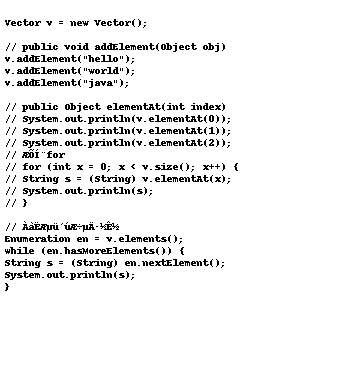 Vector v = new Vector();
// public void addElement(Object obj)
v.addElement("hello");
v.addElement("world");
v.addElement("java");
// public Object elementAt(int index)
// System.out.println(v.elementAt(0));
// System.out.println(v.elementAt(1));
// System.out.println(v.elementAt(2));
// ÆÕÍ¨for
// for (int x = 0; x < v.size(); x++) {
// String s = (String) v.elementAt(x);
// System.out.println(s);
// }
// ÀàËÆµü´úÆ÷µÄ·½Ê½
Enumeration en = v.elements();
while (en.hasMoreElements()) {
String s = (String) en.nextElement();
System.out.println(s);
}